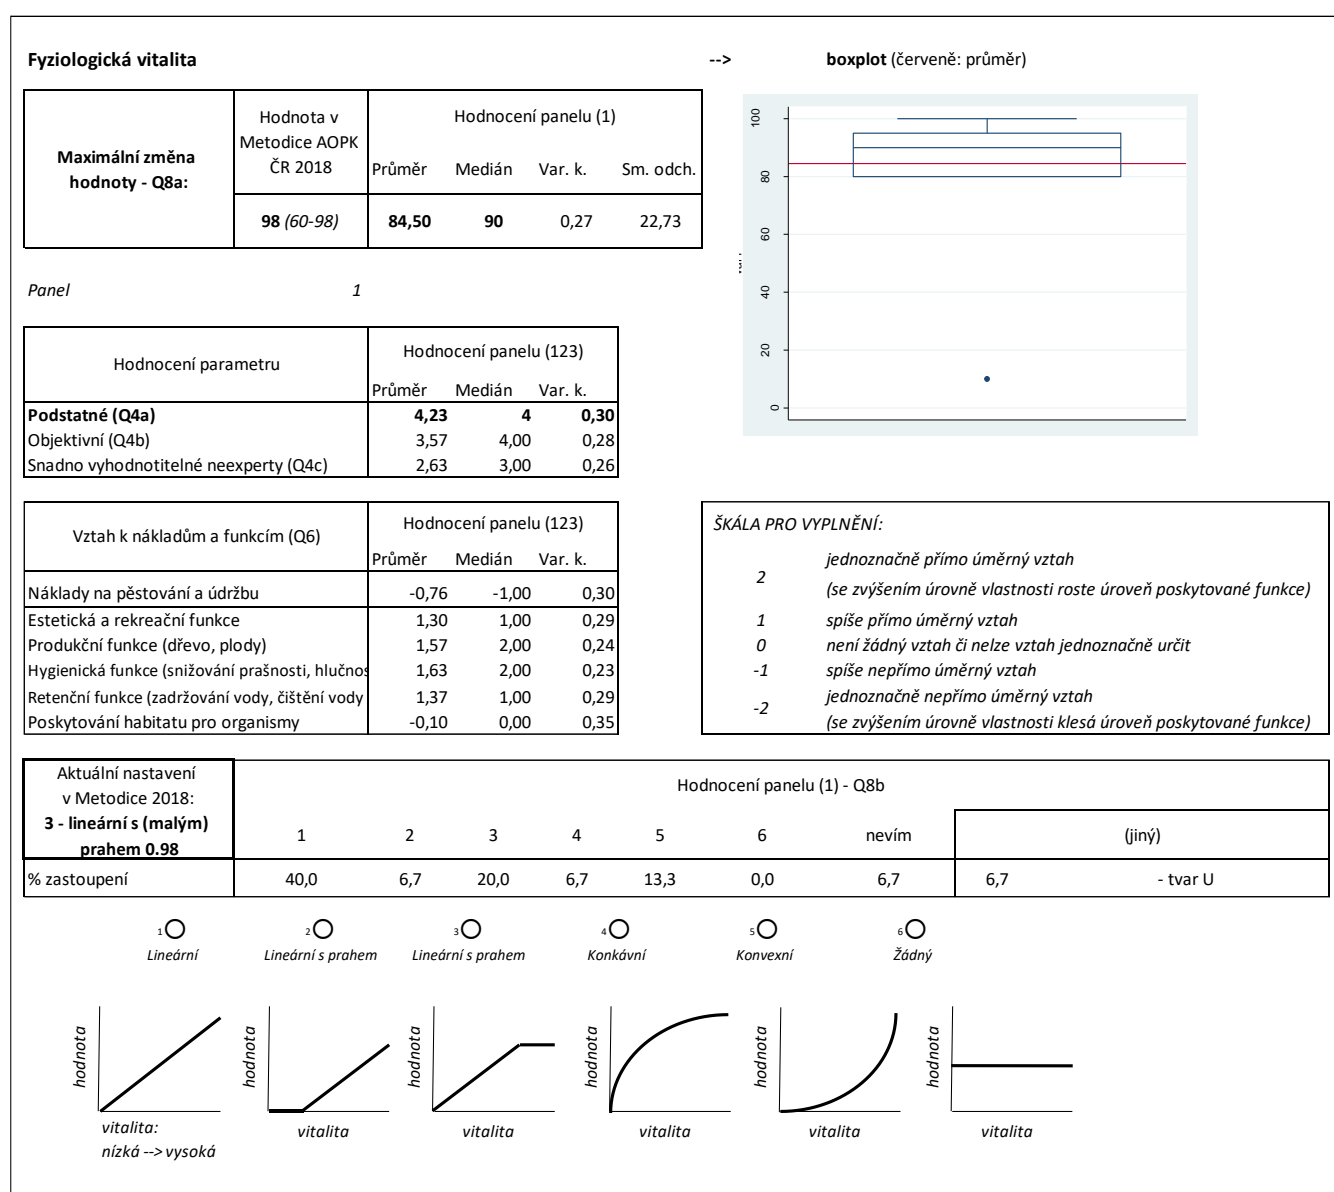 Fyziologická vitalita --> boxplot (červeně: průměr)
Maximální změna hodnoty - Q8a:
Hodnota v Metodice AOPK ČR 2018
Hodnocení panelu (1)
Průměr Medián Var. k. Sm. odch.
98 (60-98) 84,50 90 0,27 22,73
100
80
60
40
20
0
Panel 1
Hodnocení parametru
Hodnocení panelu (123)
Průměr Medián Var. k.
Podstatné (Q4a) 4,23 4 0,30
Objektivní (Q4b) 3,57 4,00 0,28
Snadno vyhodnotitelné neexperty (Q4c) 2,63 3,00 0,26
Vztah k nákladům a funkcím (Q6)
Hodnocení panelu (123)
Průměr Medián Var. k.
Náklady na pěstování a údržbu -0,76 -1,00 0,30
Estetická a rekreační funkce 1,30 1,00 0,29
Produkční funkce (dřevo, plody) 1,57 2,00 0,24
Hygienická funkce (snižování prašnosti, hlučnos 1,63 2,00 0,23
Retenční funkce (zadržování vody, čištění vody 1,37 1,00 0,29
Poskytování habitatu pro organismy -0,10 0,00 0,35
ŠKÁLA PRO VYPLNĚNÍ:
2 jednoznačně přímo úměrný vztah
(se zvýšením úrovně vlastnosti roste úroveň poskytované funkce)
1 spíše přímo úměrný vztah
0 není žádný vztah či nelze vztah jednoznačně určit
-1 spíše nepřímo úměrný vztah
-2 jednoznačně nepřímo úměrný vztah
(se zvýšením úrovně vlastnosti klesá úroveň poskytované funkce)
Aktuální nastavení
v Metodice 2018:
3 - lineární s (malým)
prahem 0.98
Hodnocení panelu (1) - Q8b
1 2 3 4 5 6 nevím (jiný)
% zastoupení 40,0 6,7 20,0 6,7 13,3 0,0 6,7 6,7 - tvar U
1 2 3 4 5 6
Lineární Lineární s prahem Lineární s prahem Konkávní Konvexní Žádný
hodnota hodnota hodnota hodnota hodnota hodnota
vitalita: vitalita vitalita vitalita vitalita vitalita
nízká --> vysoká